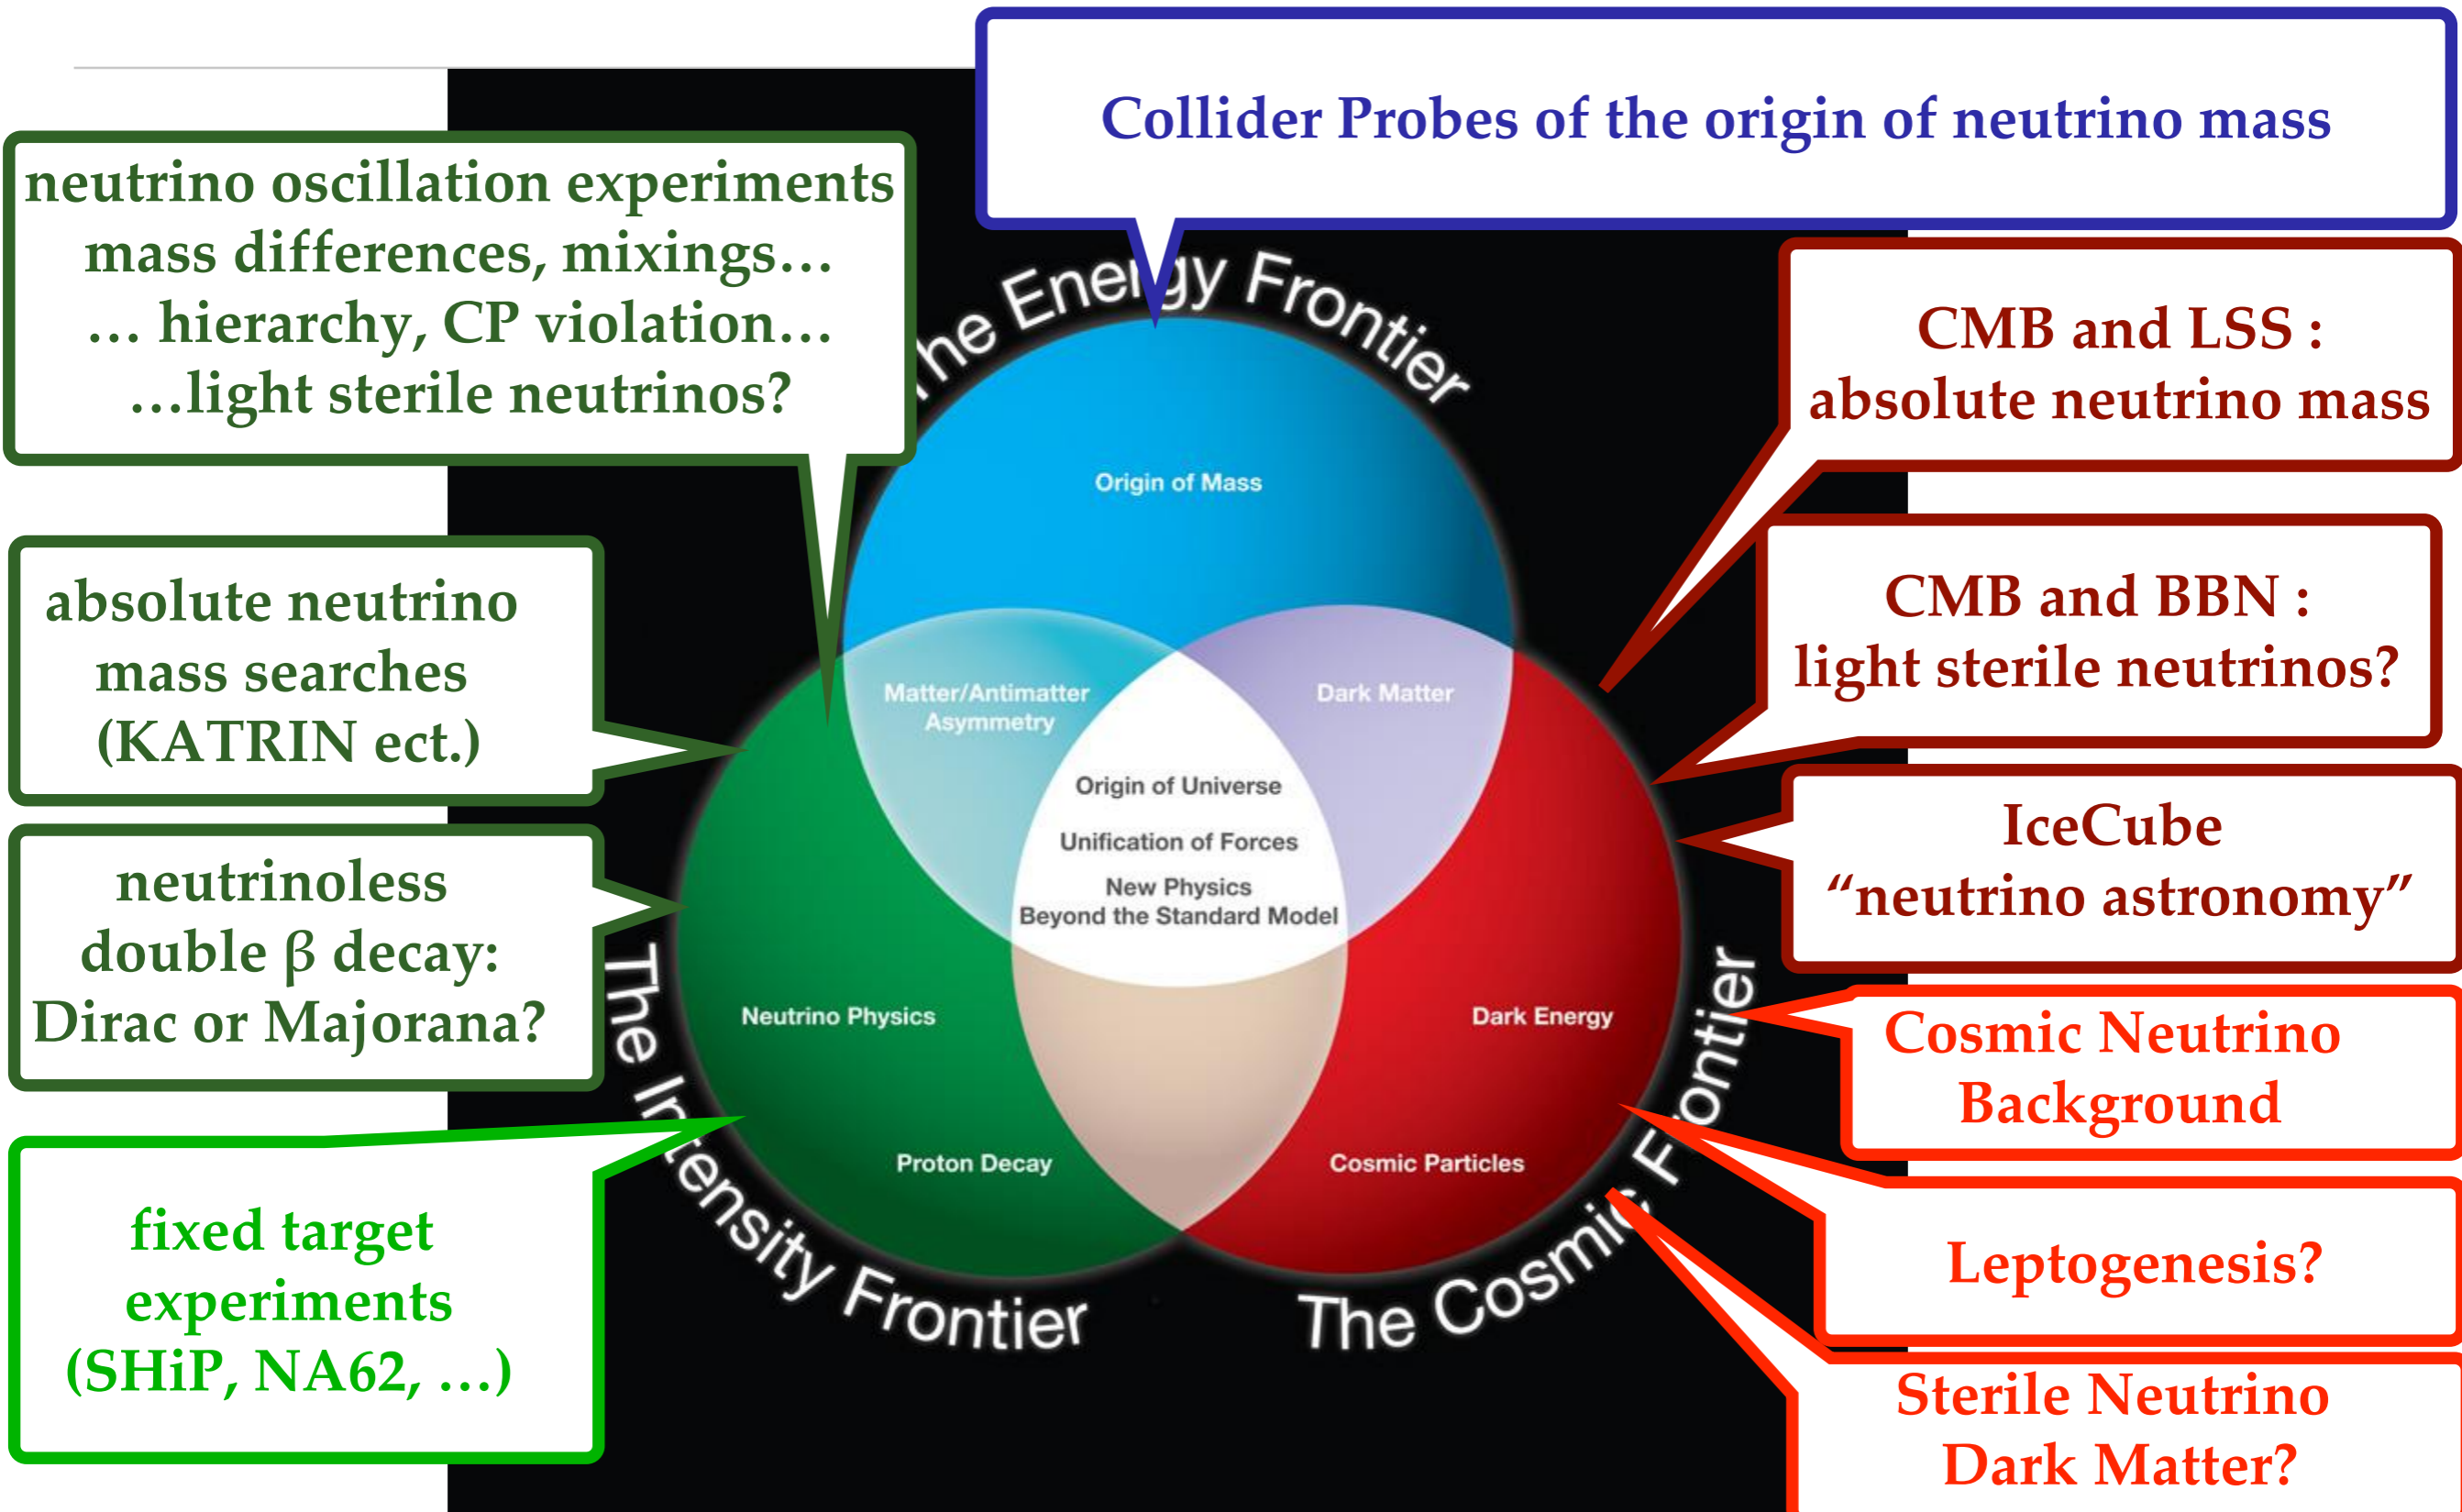 Collider Probes of the origin of neutrino mass
neutrino oscillation experiments
mass differences, mixings…
… hierarchy, CP violation…
…light sterile neutrinos?
absolute neutrino
mass searches
(KATRIN ect.)
neutrinoless
double β decay:
Dirac or Majorana?
fixed target
experiments
(SHiP, NA62, …)
The Energy Frontier
Origin of Mass
Matter/Antimatter
Asymmetry
Dark Matter
Origin of Universe
Unification of Forces
New Physics
Beyond the Standard Model
Neutrino Physics
Proton Decay
Dark Energy
Cosmic Particles
The Intensity Frontier
The Cosmic Frontier
CMB and LSS :
absolute neutrino mass
CMB and BBN :
light sterile neutrinos?
IceCube
“neutrino astronomy”
Cosmic Neutrino
Background
Leptogenesis?
Sterile Neutrino
Dark Matter?